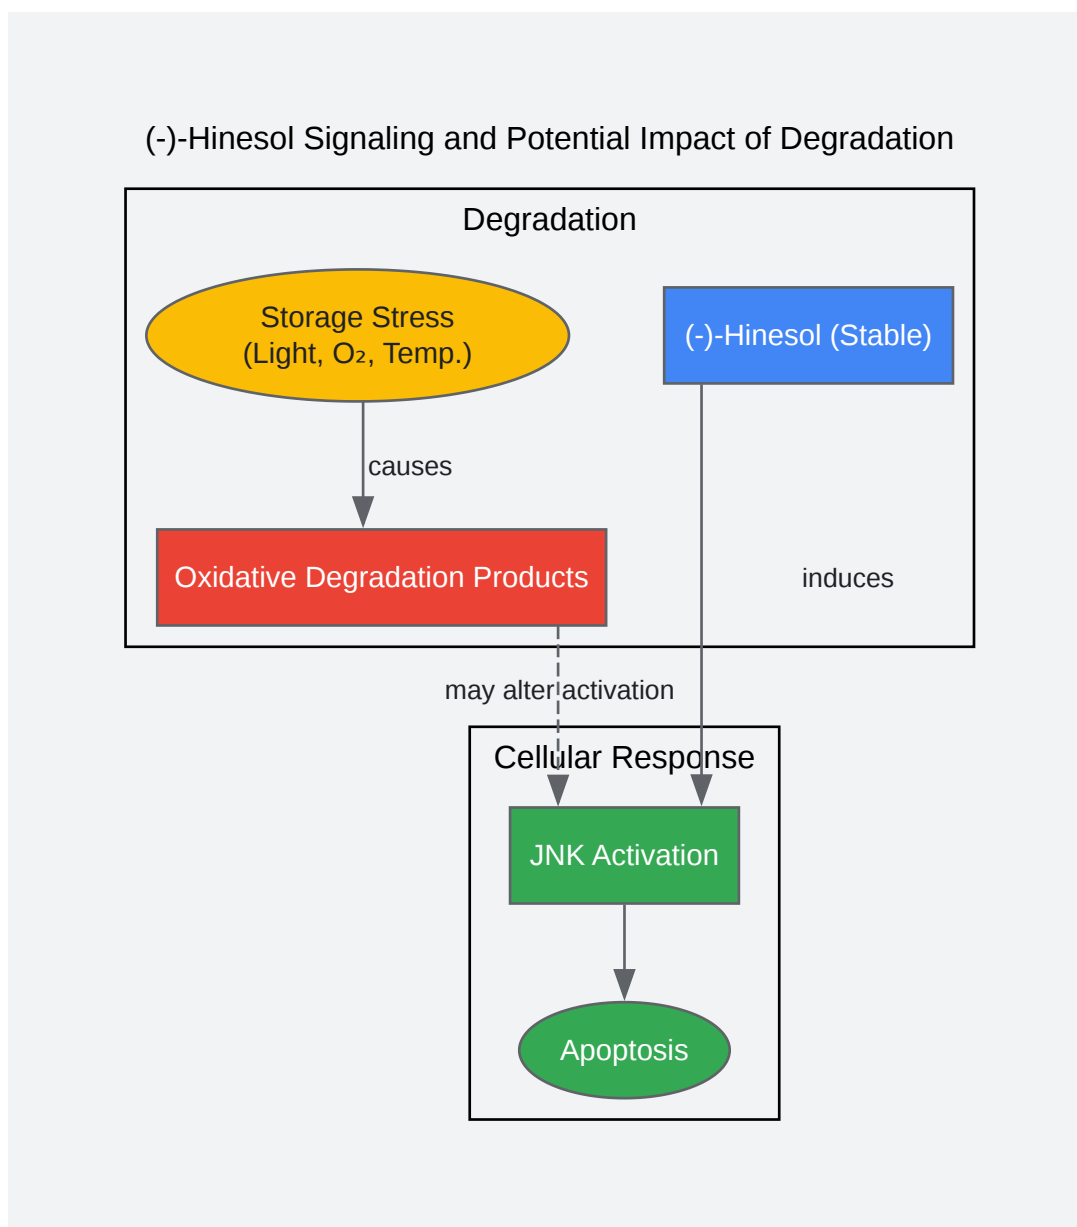 (-)-Hinesol Signaling and Potential Impact of Degradation
Degradation
Storage Stress
(Light, O₂, Temp.)
(-)-Hinesol (Stable)
causes
Oxidative Degradation Products
induces
may alter activation
Cellular Response
JNK Activation
Apoptosis